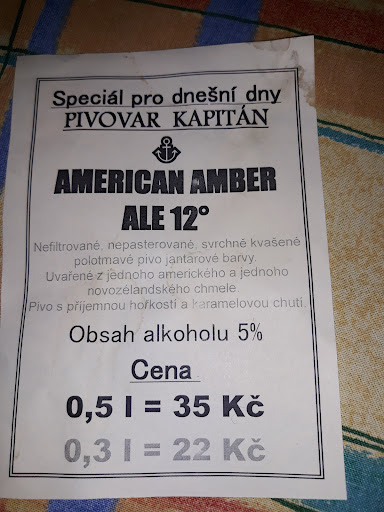 Speciál pro dnešní dny
PIVOVAR KAPITÁN
AMERICAN AMBER
ALE 12°
Nefiltrované, nepasterované, svrchně kvašené
polotmavé pivo jantarové barvy.
Uvařené z jednoho amerického a jednoho
novozélandského chmele.
Pivo s příjemnou hořkostí a karamelovou chutí.
Obsah alkoholu 5%
Cena
0,5 l = 35 Kč
0,3 l = 22 Kč